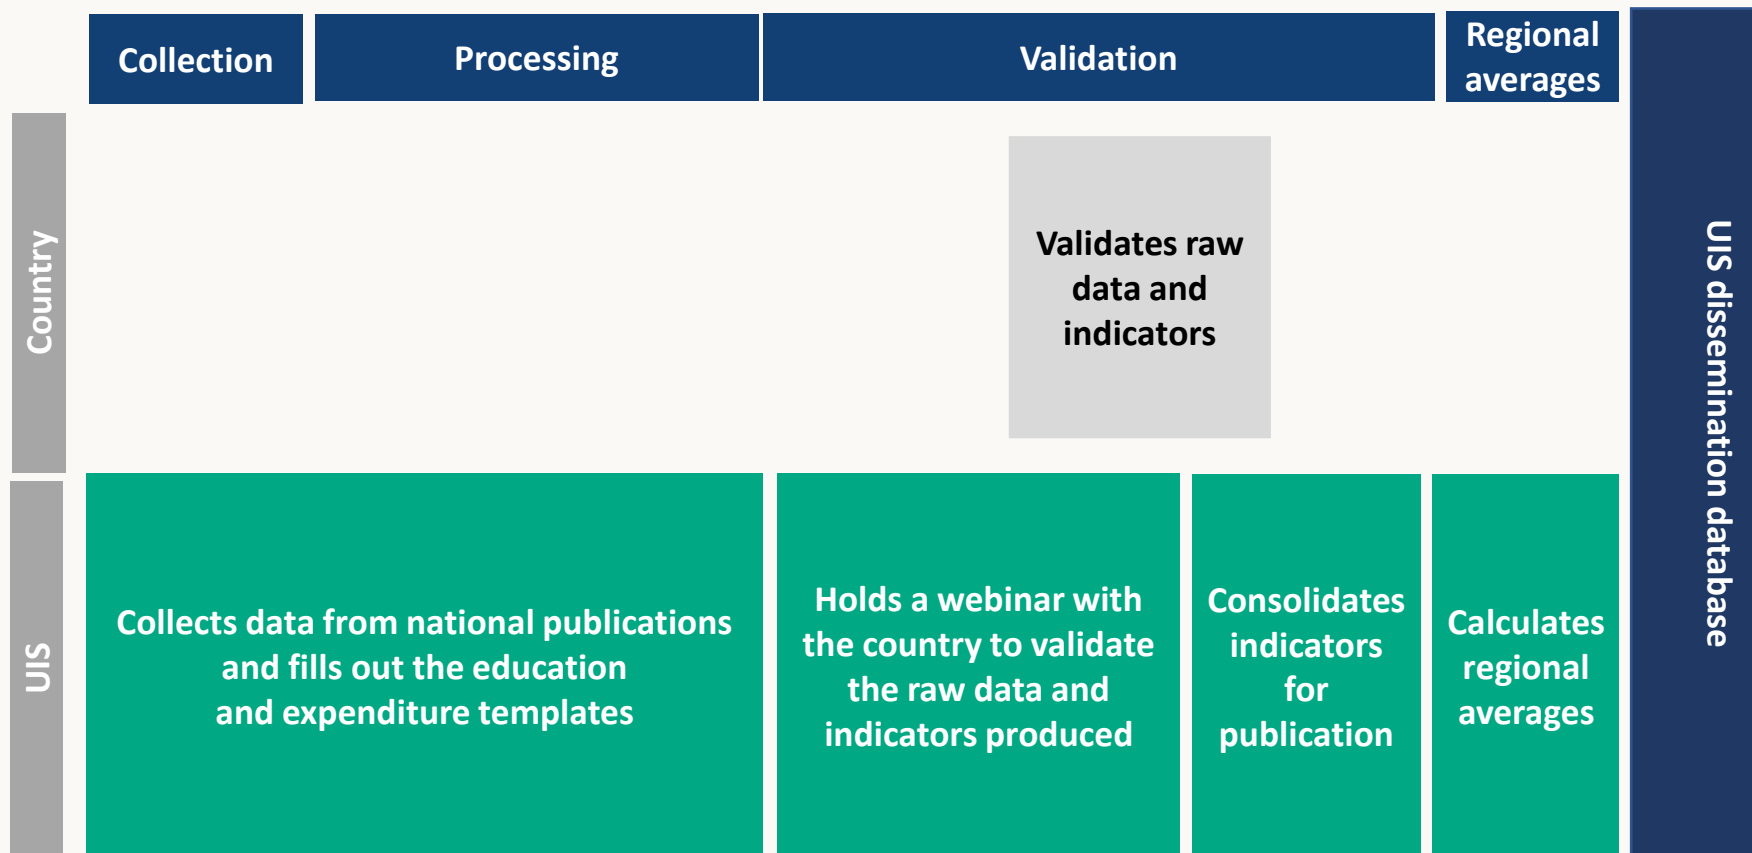 Collection
Processing
Validation
Regional
averages
UIS dissemination database
Country
Validates raw
data and
indicators
UIS
Collects data from national publications
and fills out the education
and expenditure templates
Holds a webinar with
the country to validate
the raw data and
indicators produced
Consolidates
indicators
for
publication
Calculates
regional
averages